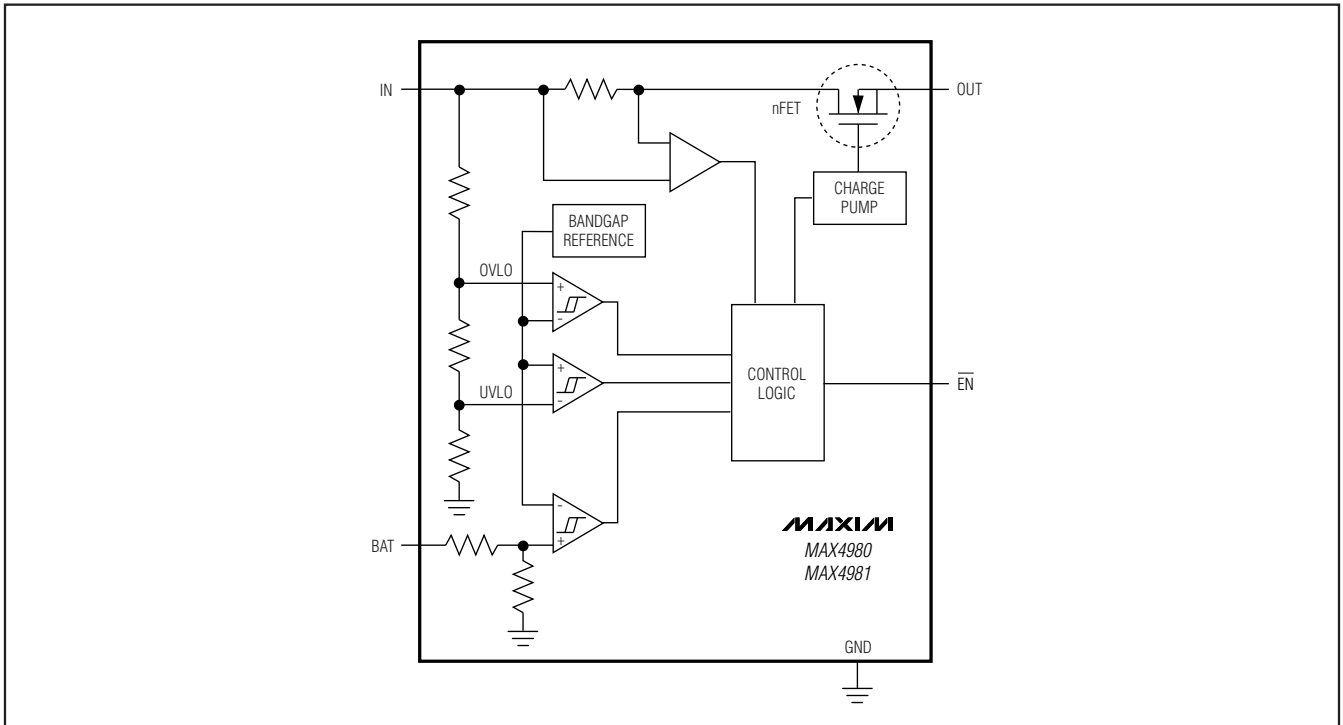 IN
OUT
nFET
CHARGE
PUMP
BANDGAP
REFERENCE
OVLO
+
-
+
CONTROL
LOGIC
EN
UVLO
-
-
+
BAT
MAXIM
MAX4980
MAX4981
GND